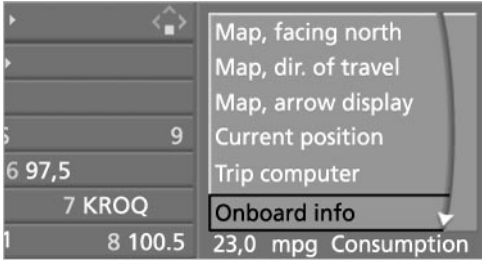 Map, facing north
Map, dir. of travel
Map, arrow display
9 Current position
6 97,5 Trip computer
7 KROQ Onboard info
8 100.5 23,0 mpg Consumption